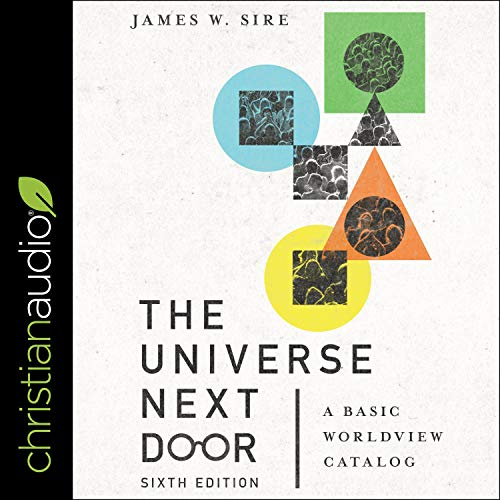 JAMES W. SIRE
THE
UNIVERSE
NEXT
DOOR
SIXTH EDITION
A BASIC
WORLDVIEW
CATALOG
christianaudio®